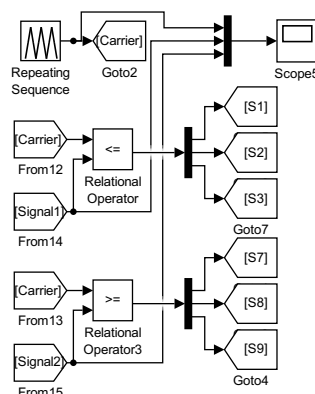 [Carrier]
Repeating
Sequence
Goto2
Scope5
[Carrier]
From12
<=
Relational
Operator
[Signal1]
From14
[S1]
[S2]
[S3]
Goto7
[Carrier]
From13
>=
Relational
Operator3
[Signal2]
From15
[S7]
[S8]
[S9]
Goto4